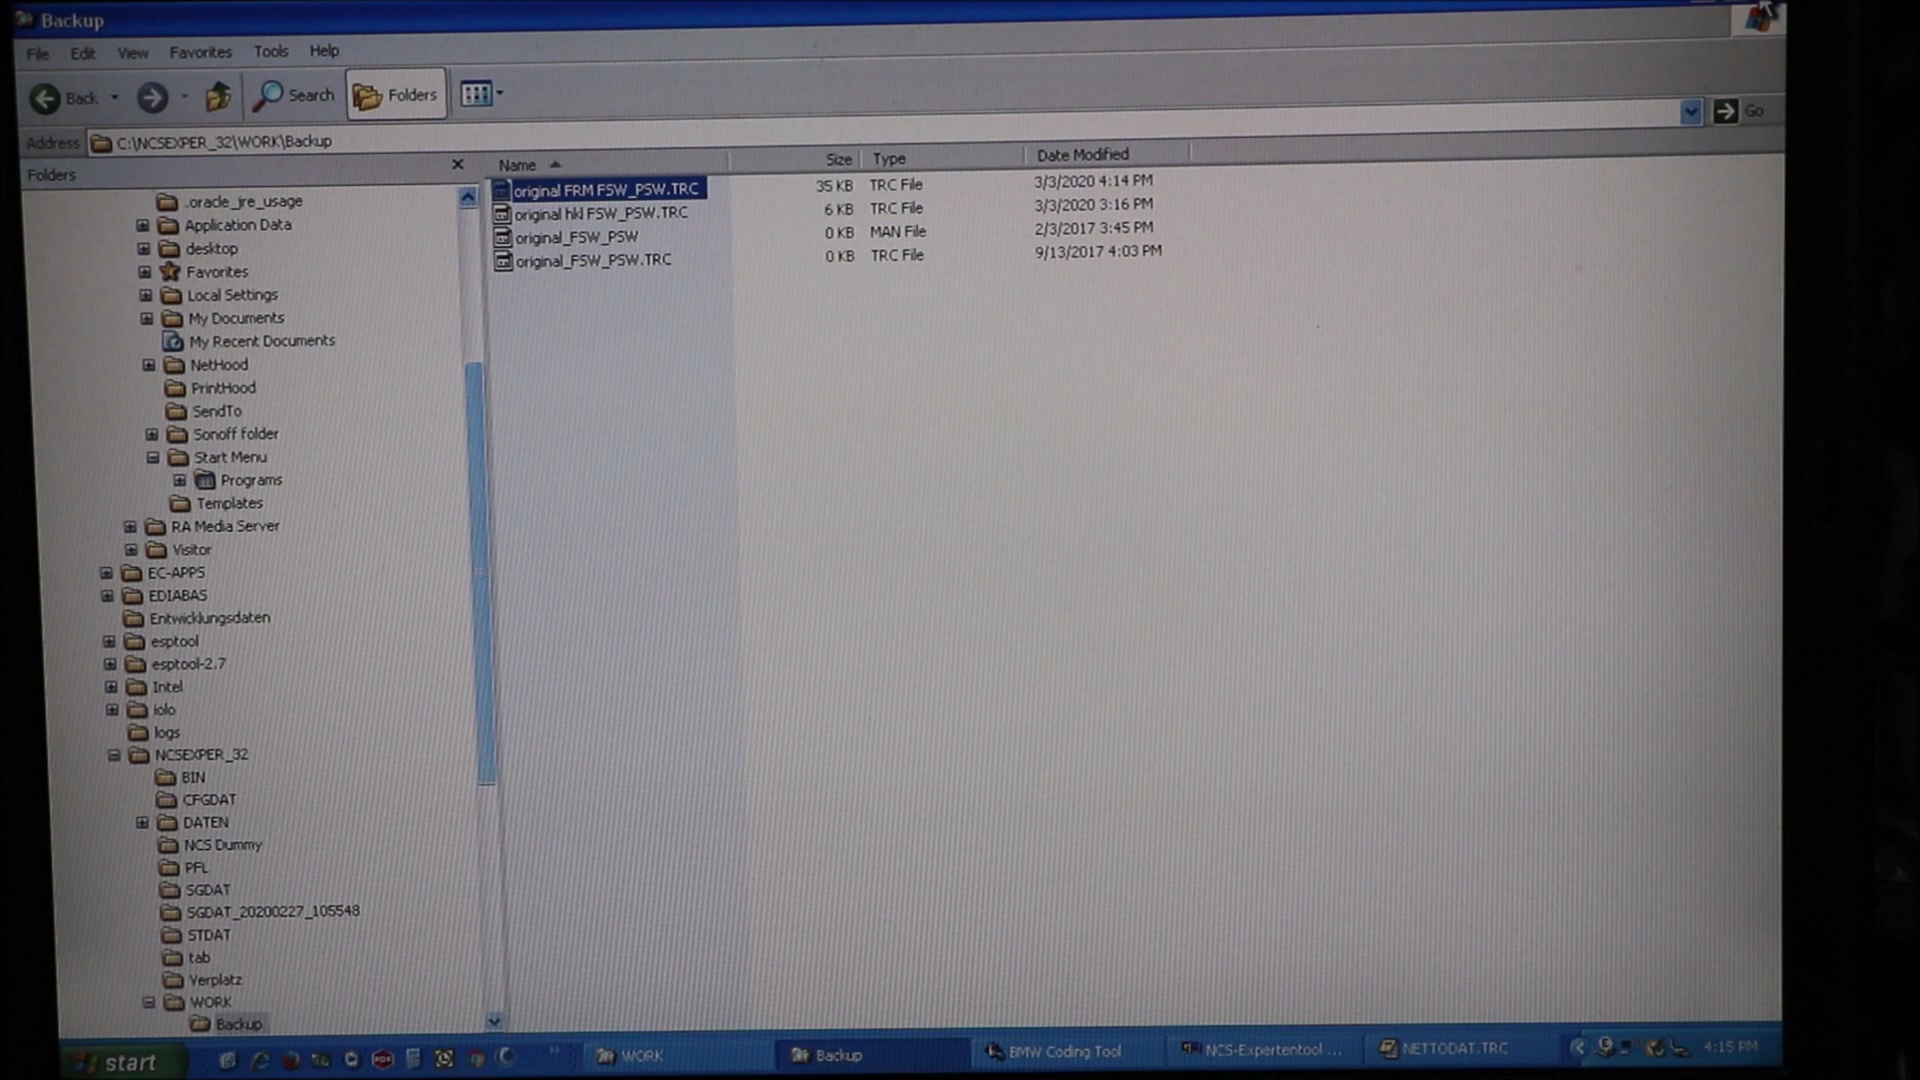 Backup
File Edit View Favorites Tools Help
Back Search Folders
Address C:\NCSEXPER_32\WORK\Backup Go
Folders
Name Size Type Date Modified
original FRM FSW_PSW.TRC 35 KB TRC File 3/3/2020 4:14 PM
original hkl FSW_PSW.TRC 6 KB TRC File 3/3/2020 3:16 PM
original_FSW_PSW 0 KB MAN File 2/3/2017 3:45 PM
original_FSW_PSW.TRC 0 KB TRC File 9/13/2017 4:03 PM
.oracle_jre_usage
Application Data
desktop
Favorites
Local Settings
My Documents
My Recent Documents
NetHood
PrintHood
SendTo
Sonoff folder
Start Menu
Programs
Templates
RA Media Server
Visitor
EC-APPS
EDIABAS
Entwicklungsdaten
esptool
esptool-2.7
Intel
iolo
logs
NCSEXPER_32
BIN
CFGDAT
DATEN
NCS Dummy
PFL
SGDAT
SGDAT_20200227_105548
STDAT
tab
Verplatz
WORK
Backup
start WORK Backup BMW Coding Tool NCS-Expertentool ... NETTODAT.TRC 4:15 PM